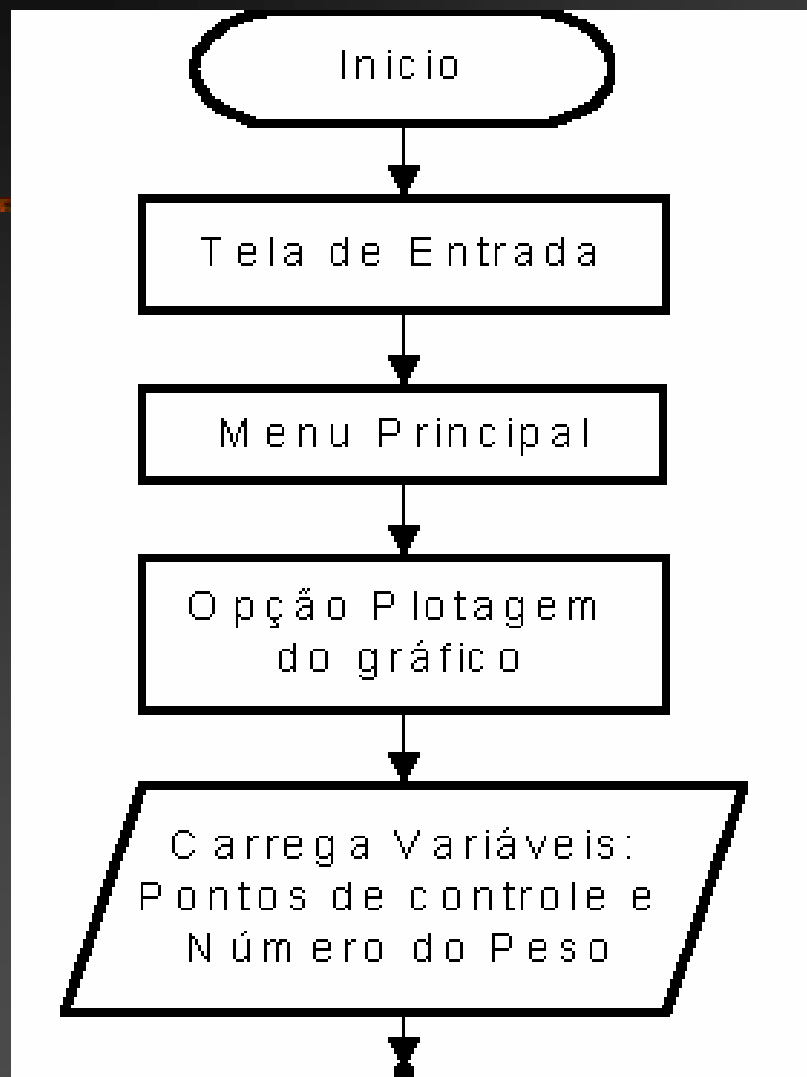 Inicio
Tela de Entrada
Menu Principal
Opção Plotagem
do gráfico
Carrega Variáveis:
Pontos de controle e
Número do Peso